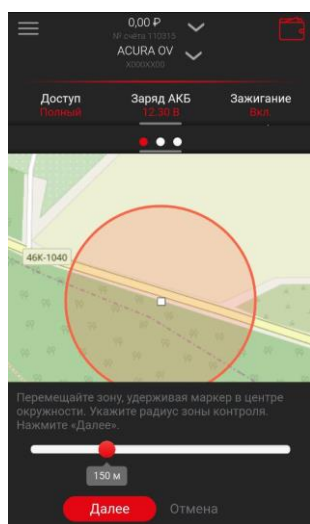 0,00 ₽
№ счёта 110315
ACURA OV
XXXXXX00
Доступ Заряд АКБ Зажигание
Полный 12,30 В Вкл.
46К-1040
Перемещайте зону, удерживая маркер в центре
окружности. Укажите радиус зоны контроля.
Нажмите «Далее».
150 м
Далее Отмена